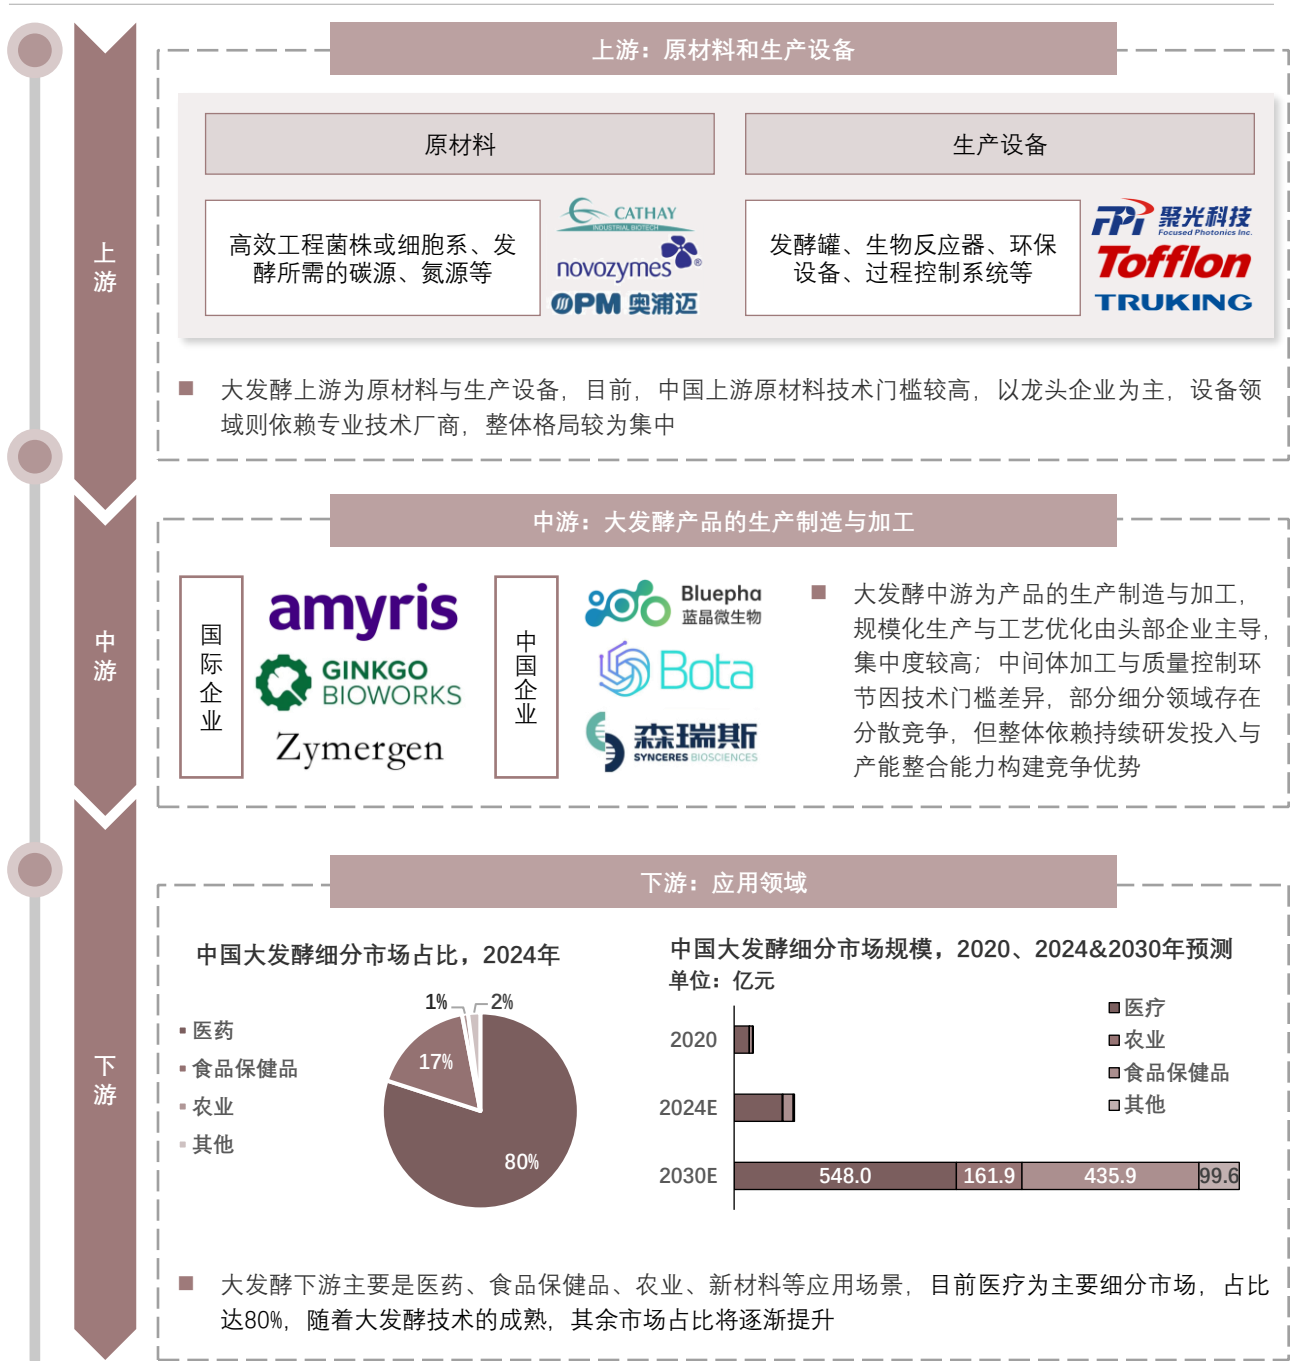 上游：原材料和生产设备
原材料
生产设备
上游
高效工程菌株或细胞系、发
酵所需的碳源、氮源等
CATHAY
INDUSTRIAL BIOTECH
novozymes®
OPM 奥浦迈
发酵罐、生物反应器、环保
设备、过程控制系统等
FPI 聚光科技
Focused Photonics Inc.
Tofflon
TRUKING
■ 大发酵上游为原材料与生产设备，目前，中国上游原材料技术门槛较高，以龙头企业为主，设备领
域则依赖专业技术厂商，整体格局较为集中
中游：大发酵产品的生产制造与加工
中游
国际企业
amyris
GINKGO
BIOWORKS
Zymergen
中国企业
Bluepha
蓝晶微生物
Bota
森瑞斯
SYNCERES BIOSCIENCES
■ 大发酵中游为产品的生产制造与加工，
规模化生产与工艺优化由头部企业主导，
集中度较高；中间体加工与质量控制环
节因技术门槛差异，部分细分领域存在
分散竞争，但整体依赖持续研发投入与
产能整合能力构建竞争优势
下游：应用领域
下游
中国大发酵细分市场占比，2024年
医药
食品保健品
农业
其他
1%
2%
17%
80%
中国大发酵细分市场规模，2020、2024&2030年预测
单位：亿元
医疗
农业
食品保健品
其他
2020
2024E
2030E
548.0
161.9
435.9
99.6
■ 大发酵下游主要是医药、食品保健品、农业、新材料等应用场景，目前医疗为主要细分市场，占比
达80%，随着大发酵技术的成熟，其余市场占比将逐渐提升